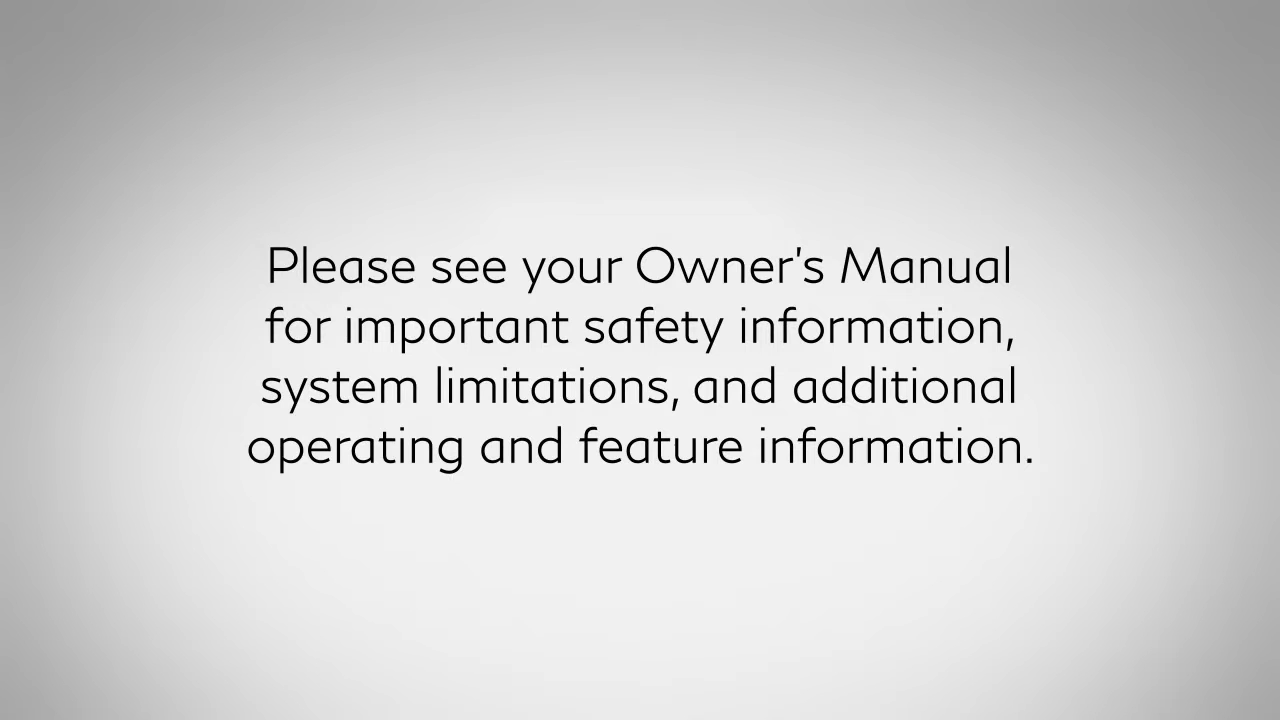 Please see your Owner's Manual
for important safety information,
system limitations, and additional
operating and feature information.